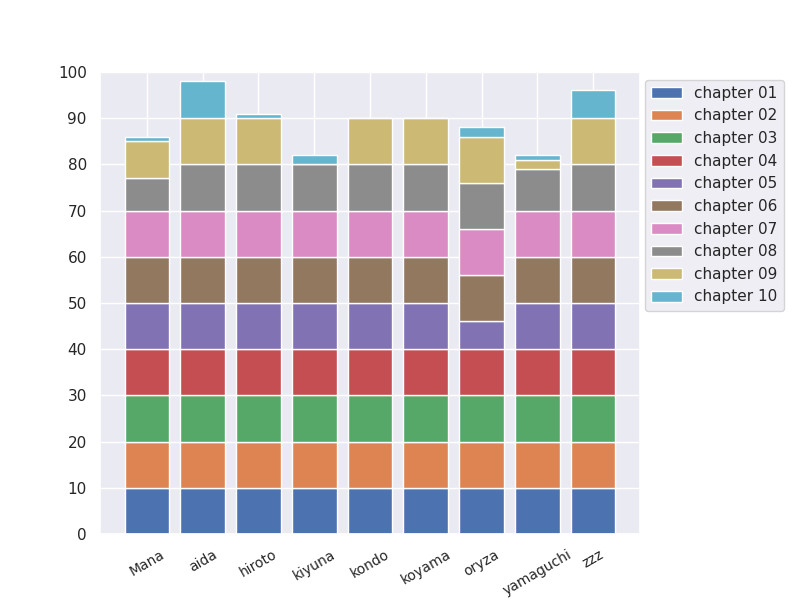 100
90
80
70
60
50
40
30
20
10
0
Mana
aida
hiroto
kiyuna
kondo
koyama
oryza
yamaguchi
zzz
chapter 01
chapter 02
chapter 03
chapter 04
chapter 05
chapter 06
chapter 07
chapter 08
chapter 09
chapter 10